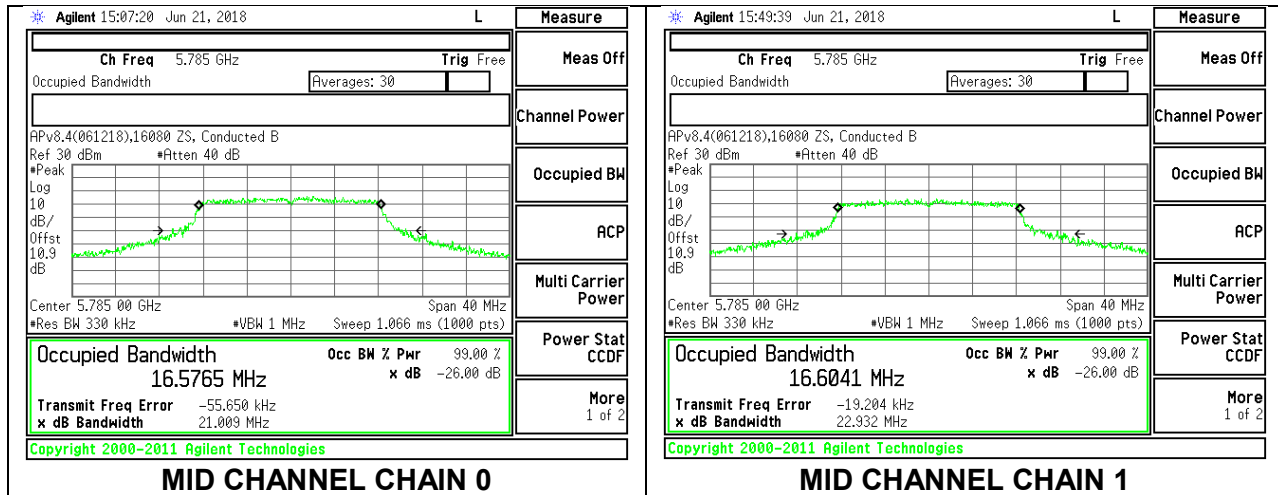 Agilent 15:07:20 Jun 21, 2018 L Measure
Ch Freq 5.785 GHz Trig Free
Occupied Bandwidth Averages: 30
APv8.4(061218),16080 ZS, Conducted B
Ref 30 dBm #Atten 40 dB
#Peak
Log
10
dB/
Offst
10.9
dB
Center 5.785 00 GHz Span 40 MHz
#Res BW 330 kHz #VBW 1 MHz Sweep 1.066 ms (1000 pts)
Occupied Bandwidth Occ BW % Pwr 99.00 %
16.5765 MHz x dB -26.00 dB
Transmit Freq Error -55.650 kHz
x dB Bandwidth 21.009 MHz
Copyright 2000-2011 Agilent Technologies
Meas Off
Channel Power
Occupied BW
ACP
Multi Carrier
Power
Power Stat
CCDF
More
1 of 2
MID CHANNEL CHAIN 0
Agilent 15:49:39 Jun 21, 2018 L Measure
Ch Freq 5.785 GHz Trig Free
Occupied Bandwidth Averages: 30
APv8.4(061218),16080 ZS, Conducted B
Ref 30 dBm #Atten 40 dB
#Peak
Log
10
dB/
Offst
10.9
dB
Center 5.785 00 GHz Span 40 MHz
#Res BW 330 kHz #VBW 1 MHz Sweep 1.066 ms (1000 pts)
Occupied Bandwidth Occ BW % Pwr 99.00 %
16.6041 MHz x dB -26.00 dB
Transmit Freq Error -19.204 kHz
x dB Bandwidth 22.932 MHz
Copyright 2000-2011 Agilent Technologies
Meas Off
Channel Power
Occupied BW
ACP
Multi Carrier
Power
Power Stat
CCDF
More
1 of 2
MID CHANNEL CHAIN 1